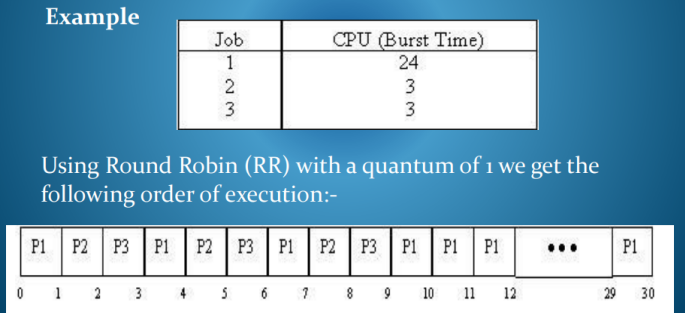 Example
Job CPU (Burst Time)
1 24
2 3
3 3
Using Round Robin (RR) with a quantum of 1 we get the
following order of execution:-
P1 P2 P3 P1 P2 P3 P1 P2 P3 P1 P1 P1 ••• P1
0 1 2 3 4 5 6 7 8 9 10 11 12 29 30